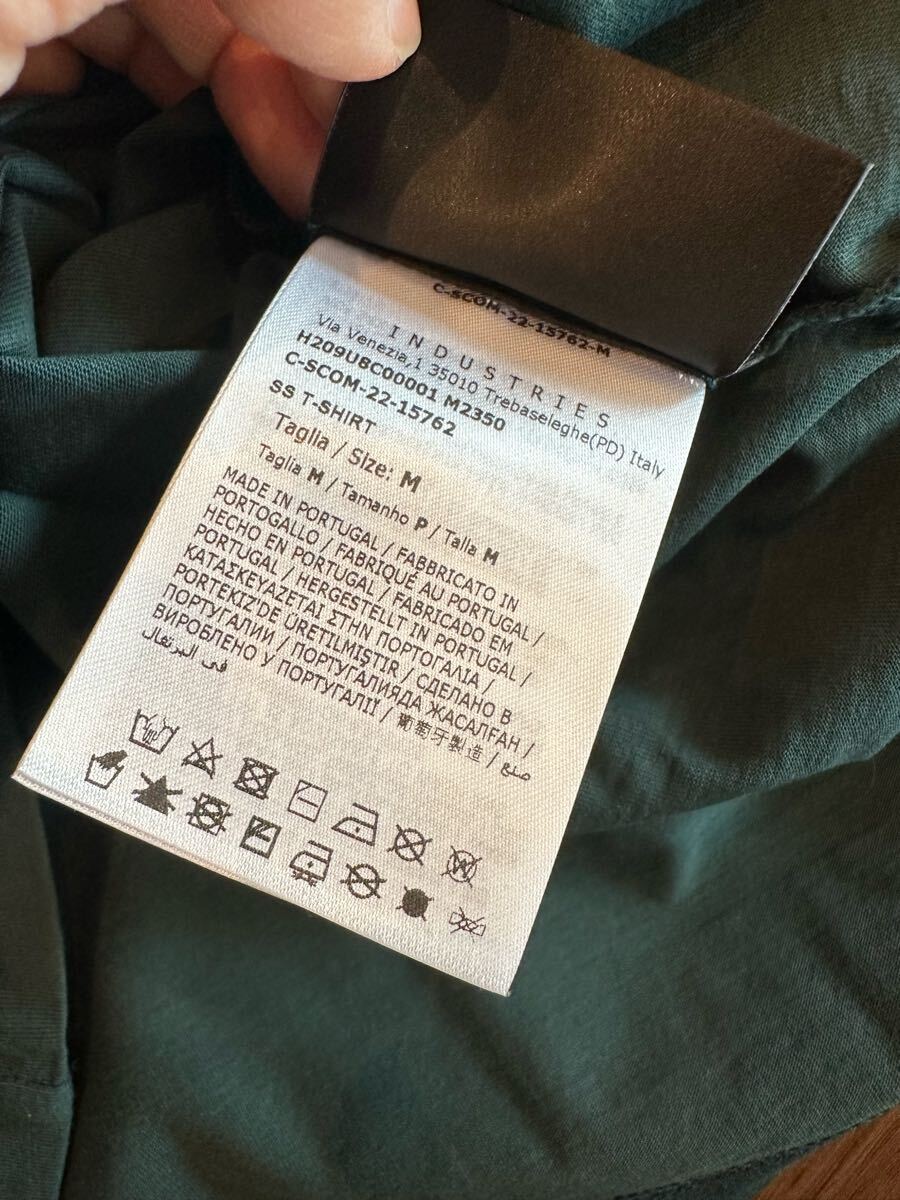 C-SCOM-22-15762-M
INDUSTRIES
Via Venezia,1 35010 Trebaseleghe(PD) Italy
H209U8C00001 M2350
C-SCOM-22-15762
SS T-SHIRT
Taglia / Size: M
Taglia M / Tamanho P / Talla M
MADE IN PORTUGAL / FABBRICATO IN
PORTOGALLO / FABRIQUÉ AU PORTUGAL /
HECHO EN PORTUGAL / FABRICADO EM
PORTUGAL / HERGESTELLT IN PORTUGAL /
ΚΑΤΑΣΚΕΥΑΖΕΤΑΙ ΣΤΗΝ ΠΟΡΤΟΓΑΛΙΑ /
PORTEKIZ'DE ÜRETILMIŞTIR / СДЕЛАНО В
ПОРТУГАЛИИ / ПОРТУГАЛИЯДА ЖАСАЛҒАН /
ВИРОБЛЕНО У ПОРТУГАЛІЇ / 葡萄牙製造 / صنع
في البرتغال
W